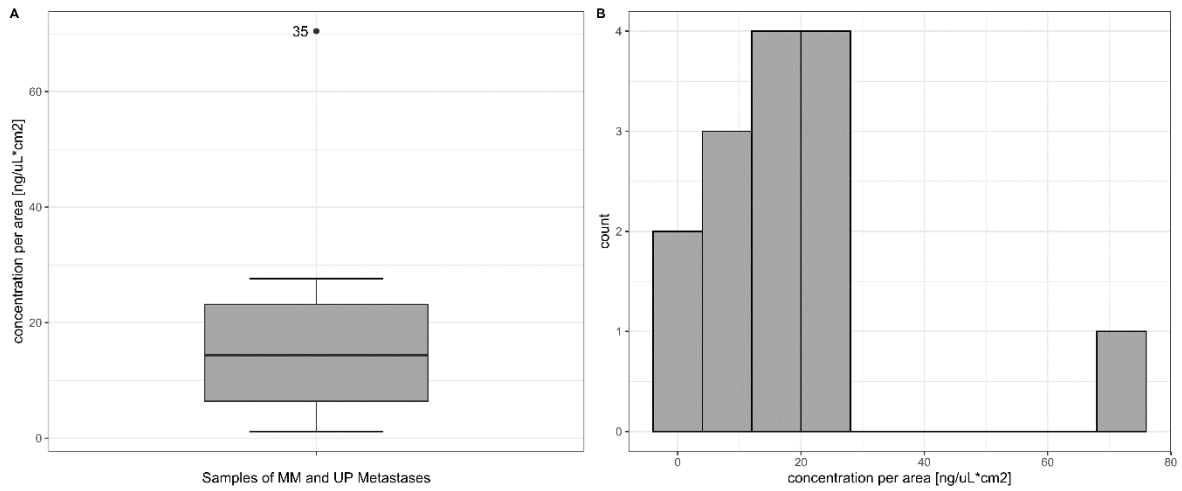 A
35
60
40
20
0
concentration per area [ng/uL*cm2]
Samples of MM and UP Metastases
B
4
3
2
1
0
count
0 20 40 60 80
concentration per area [ng/uL*cm2]